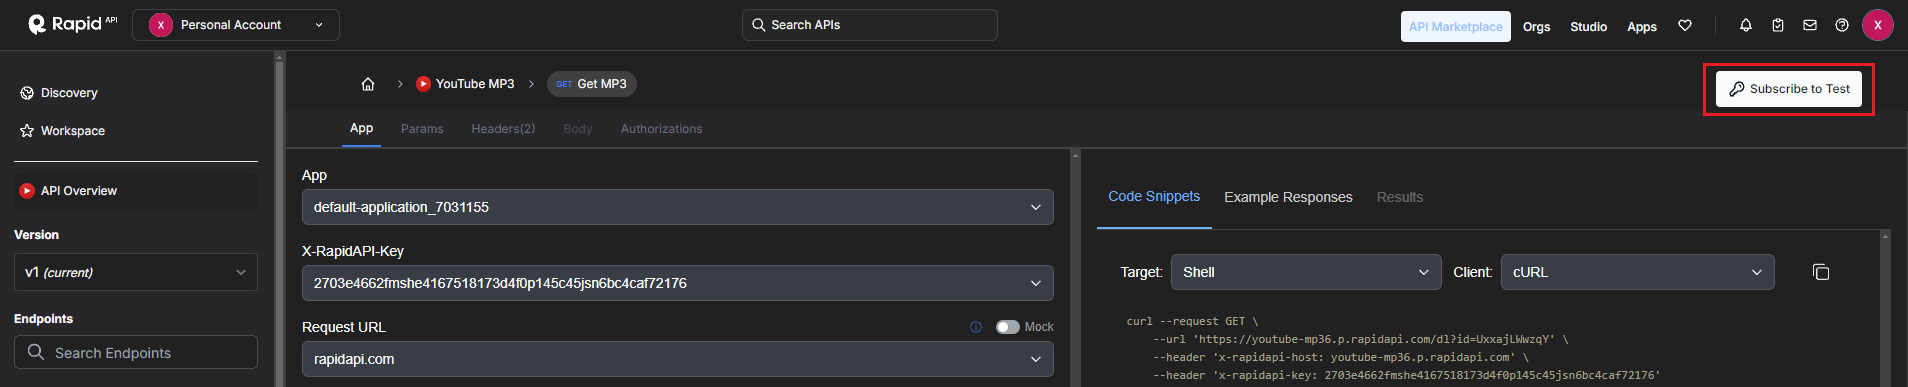 Rapid API
X Personal Account
Search APIs
API Marketplace
Orgs
Studio
Apps
X
Discovery
Workspace
API Overview
Version
v1 (current)
Endpoints
Search Endpoints
YouTube MP3
GET Get MP3
Subscribe to Test
App
Params
Headers(2)
Body
Authorizations
App
default-application_7031155
X-RapidAPI-Key
2703e4662fmshe4167518173d4f0p145c45jsn6bc4caf72176
Request URL
Mock
rapidapi.com
Code Snippets
Example Responses
Results
Target:
Shell
Client:
cURL
curl --request GET \
--url 'https://youtube-mp36.p.rapidapi.com/dl?id=UxxajLWwzqY' \
--header 'x-rapidapi-host: youtube-mp36.p.rapidapi.com' \
--header 'x-rapidapi-key: 2703e4662fmshe4167518173d4f0p145c45jsn6bc4caf72176'